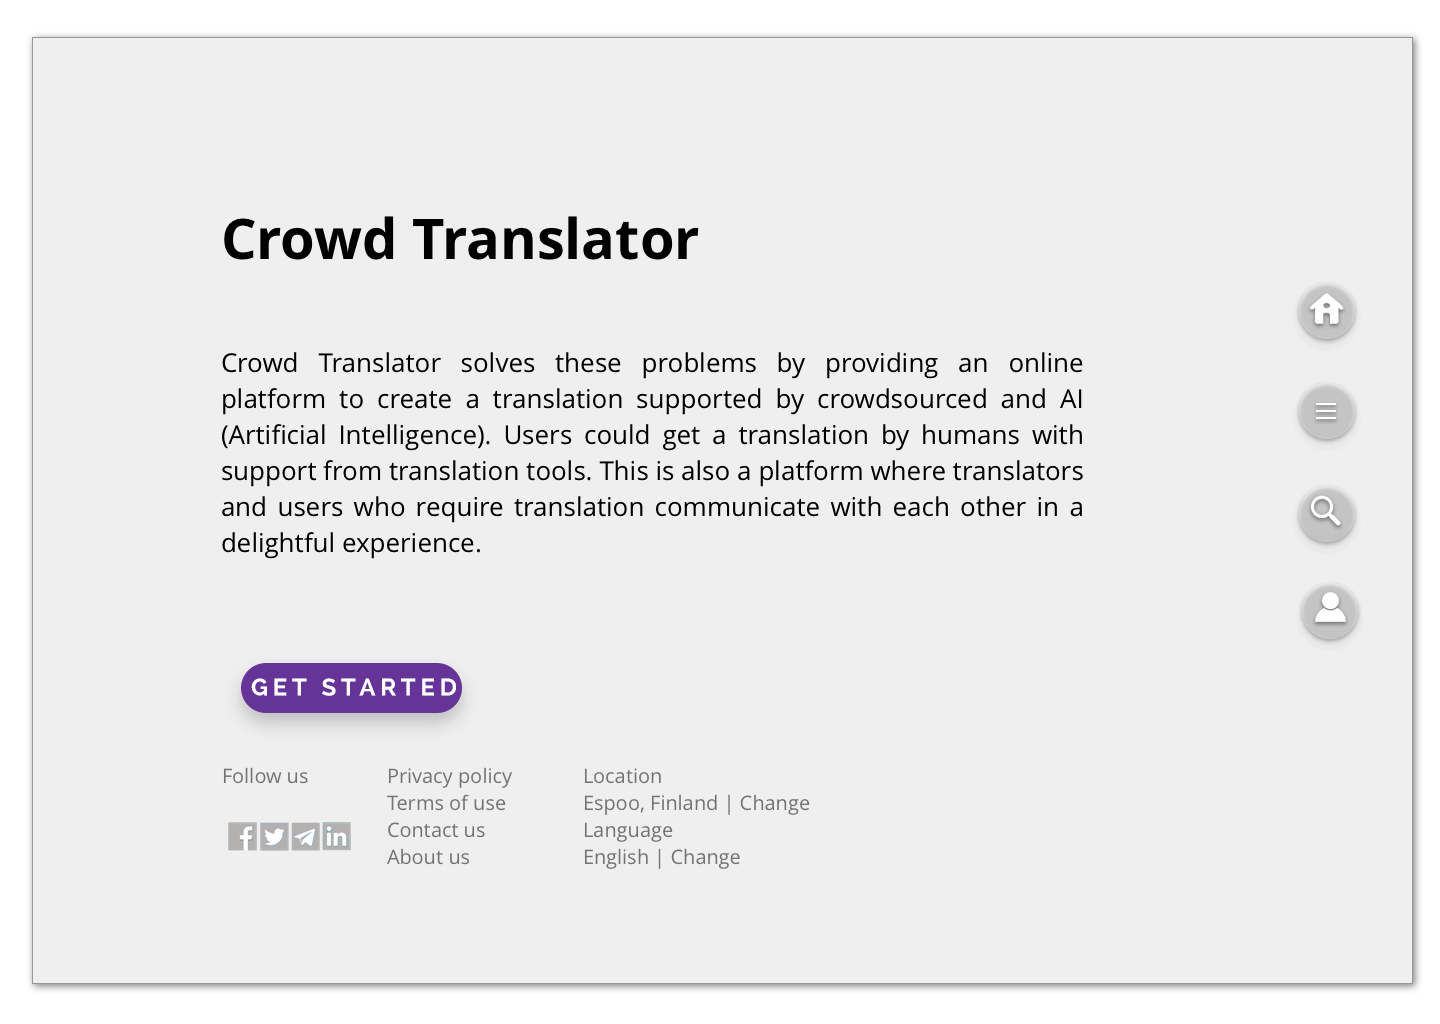 Crowd Translator
Crowd Translator solves these problems by providing an online
platform to create a translation supported by crowdsourced and AI
(Artificial Intelligence). Users could get a translation by humans with
support from translation tools. This is also a platform where translators
and users who require translation communicate with each other in a
delightful experience.
GET STARTED
Follow us
Privacy policy
Terms of use
Contact us
About us
Location
Espoo, Finland | Change
Language
English | Change